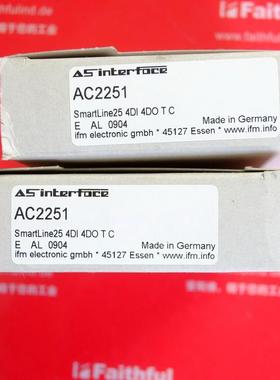 Faithful
AS interface
AC2251
SmartLine25 4DI 4DO T C
E AL 0904
Made in Germany
ifm electronic gmbh * 45127 Essen * www.ifm.info
AS interface
AC2251
SmartLine25 4DI 4DO T C
E AL 0904
Made in Germany
ifm electronic gmbh * 45127 Essen * www.ifm.info
Faithful